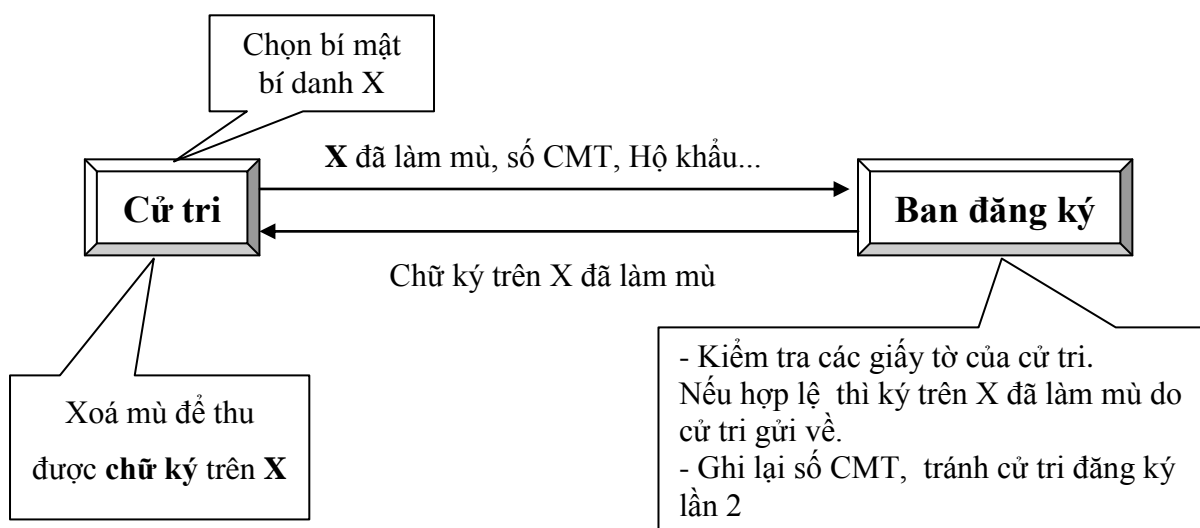 Chọn bí mật
bí danh X
X đã làm mù, số CMT, Hộ khẩu...
Cử tri
Ban đăng ký
Chữ ký trên X đã làm mù
Xoá mù để thu
được chữ ký trên X
- Kiểm tra các giấy tờ của cử tri.
Nếu hợp lệ thì ký trên X đã làm mù do
cử tri gửi về.
- Ghi lại số CMT, tránh cử tri đăng ký
lần 2